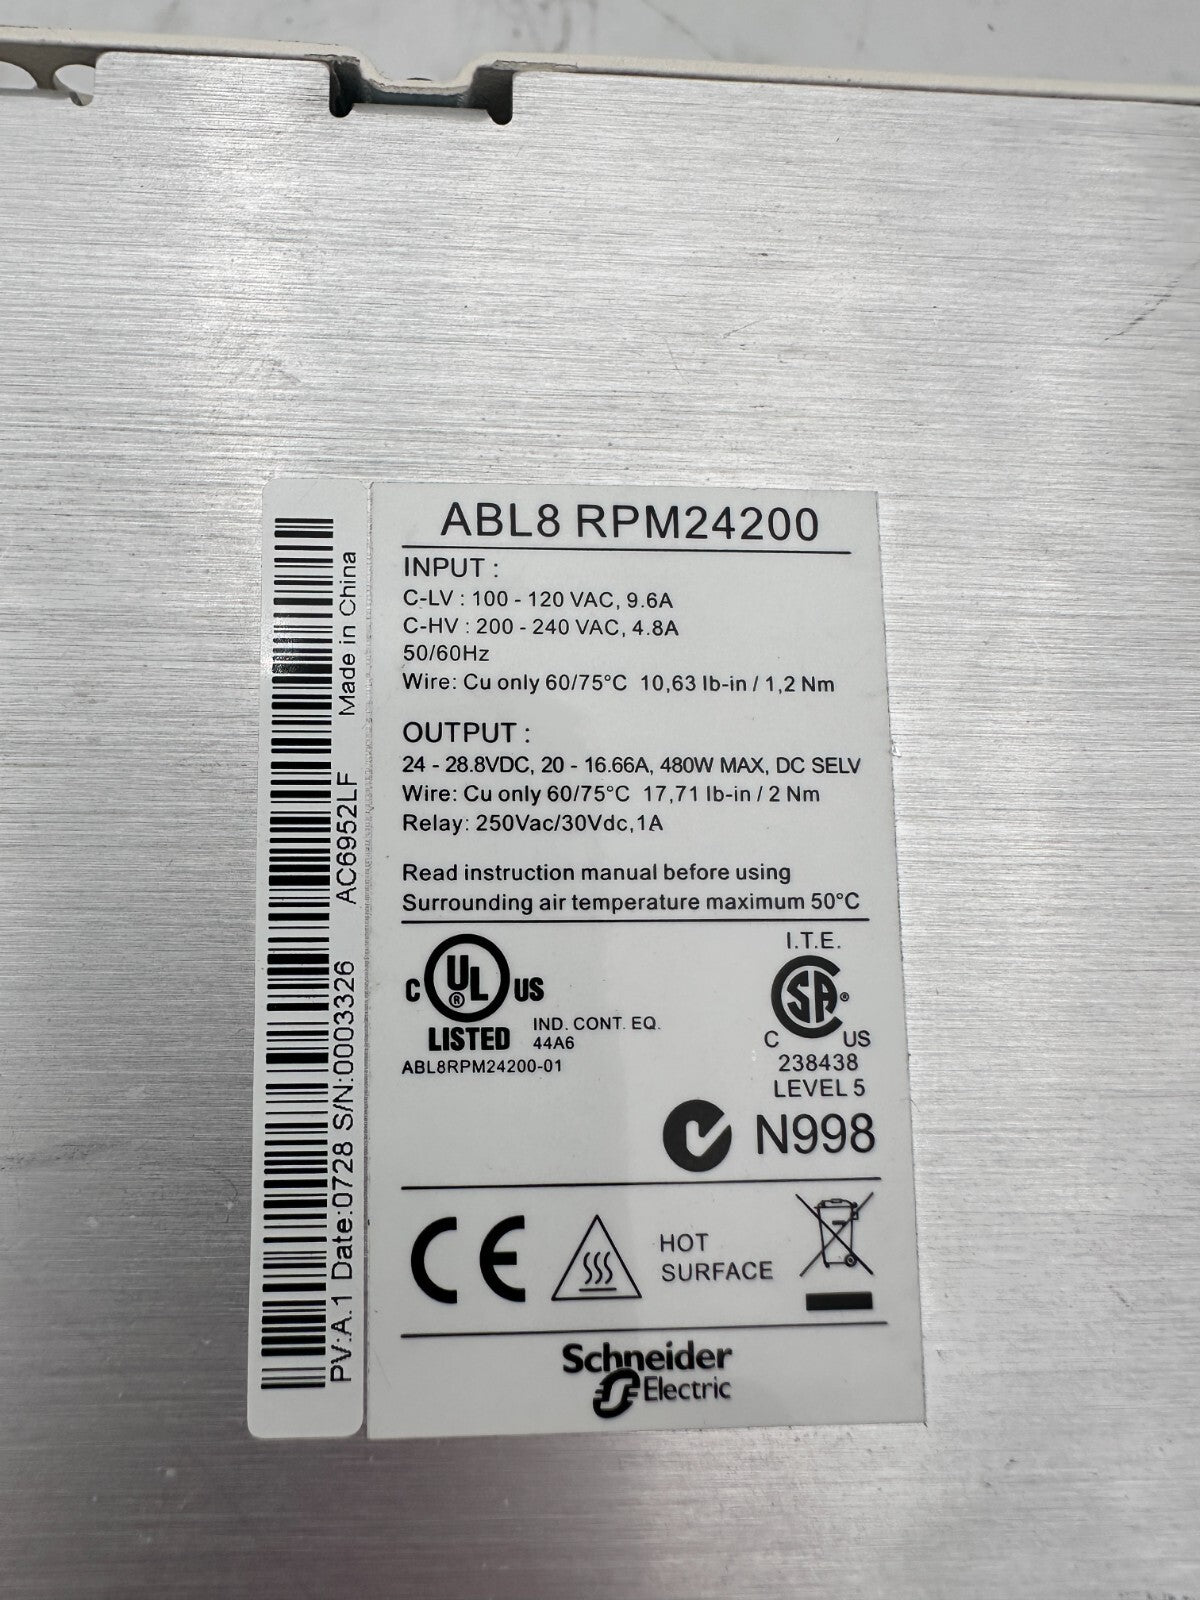 ABL8 RPM24200
INPUT :
C-LV : 100 - 120 VAC, 9.6A
C-HV : 200 - 240 VAC, 4.8A
50/60Hz
Wire: Cu only 60/75°C 10,63 lb-in / 1,2 Nm
OUTPUT :
24 - 28.8VDC, 20 - 16.66A, 480W MAX, DC SELV
Wire: Cu only 60/75°C 17,71 lb-in / 2 Nm
Relay: 250Vac/30Vdc,1A
Read instruction manual before using
Surrounding air temperature maximum 50°C
C UL ® US
LISTED
IND. CONT. EQ.
44A6
ABL8RPM24200-01
I.T.E.
SA ®
C US
238438
LEVEL 5
N998
CE
HOT
SURFACE
Schneider
Electric
PV:A.1 Date:0728 S/N:0003326 AC6952LF Made in China